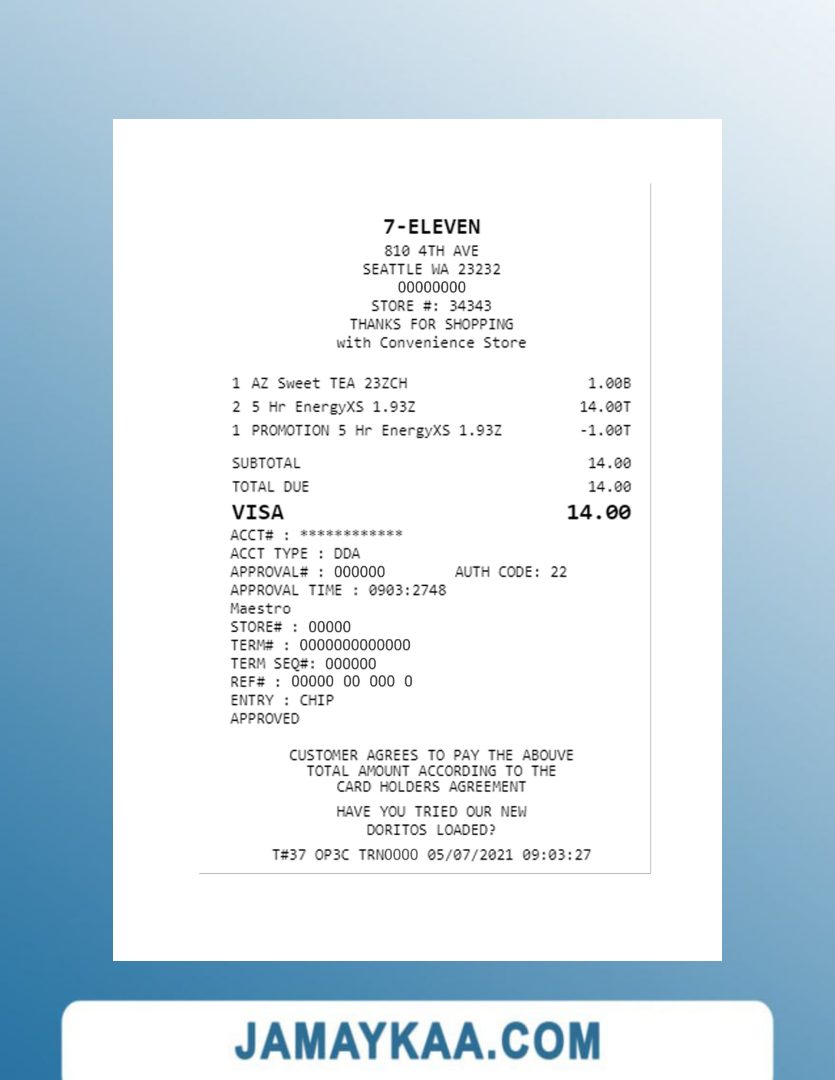 7-ELEVEN
810 4TH AVE
SEATTLE WA 23232
00000000
STORE #: 34343
THANKS FOR SHOPPING
with Convenience Store
1 AZ Sweet TEA 23ZCH 1.00B
2 5 Hr EnergyXS 1.93Z 14.00T
1 PROMOTION 5 Hr EnergyXS 1.93Z -1.00T
SUBTOTAL 14.00
TOTAL DUE 14.00
VISA 14.00
ACCT# : ************
ACCT TYPE : DDA
APPROVAL# : 000000 AUTH CODE: 22
APPROVAL TIME : 0903:2748
Maestro
STORE# : 00000
TERM# : 0000000000000
TERM SEQ#: 000000
REF# : 00000 00 000 0
ENTRY : CHIP
APPROVED
CUSTOMER AGREES TO PAY THE ABOUVE
TOTAL AMOUNT ACCORDING TO THE
CARD HOLDERS AGREEMENT
HAVE YOU TRIED OUR NEW
DORITOS LOADED?
T#37 OP3C TRN0000 05/07/2021 09:03:27
JAMAYKAA.COM